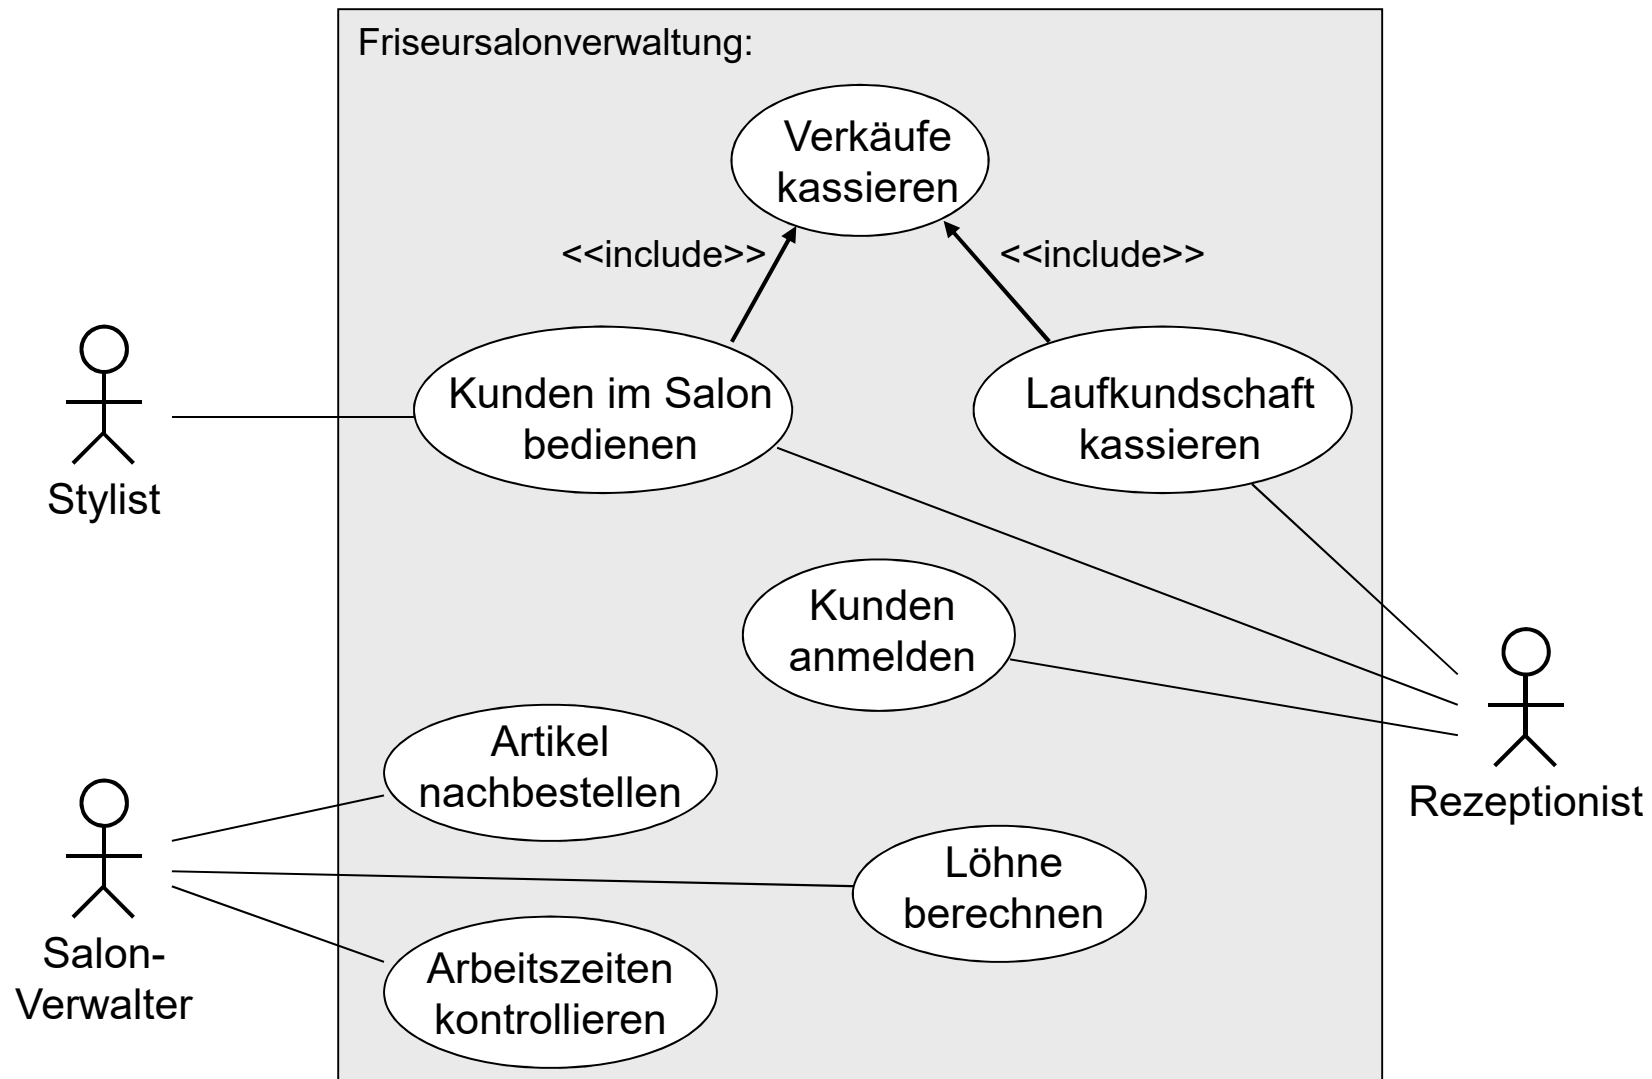 Friseursalonverwaltung:
Verkäufe
kassieren
<<include>>
<<include>>
Kunden im Salon
bedienen
Laufkundschaft
kassieren
Stylist
Kunden
anmelden
Artikel
nachbestellen
Rezeptionist
Löhne
berechnen
Salon-
Verwalter
Arbeitszeiten
kontrollieren